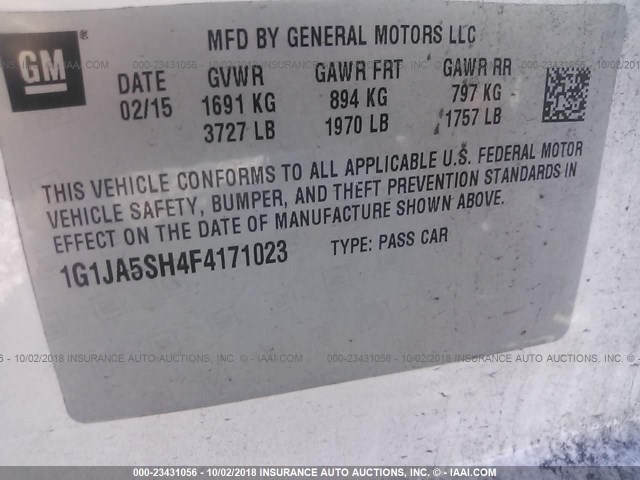 GM ®
MFD BY GENERAL MOTORS LLC
DATE GVWR GAWR FRT GAWR RR
02/15 1691 KG 894 KG 797 KG
3727 LB 1970 LB 1757 LB
THIS VEHICLE CONFORMS TO ALL APPLICABLE U.S. FEDERAL MOTOR
VEHICLE SAFETY, BUMPER, AND THEFT PREVENTION STANDARDS IN
EFFECT ON THE DATE OF MANUFACTURE SHOWN ABOVE.
1G1JA5SH4F4171023 TYPE: PASS CAR
000-23431056 - 10/02/2018 INSURANCE AUTO AUCTIONS, INC. - © IAAI.COM